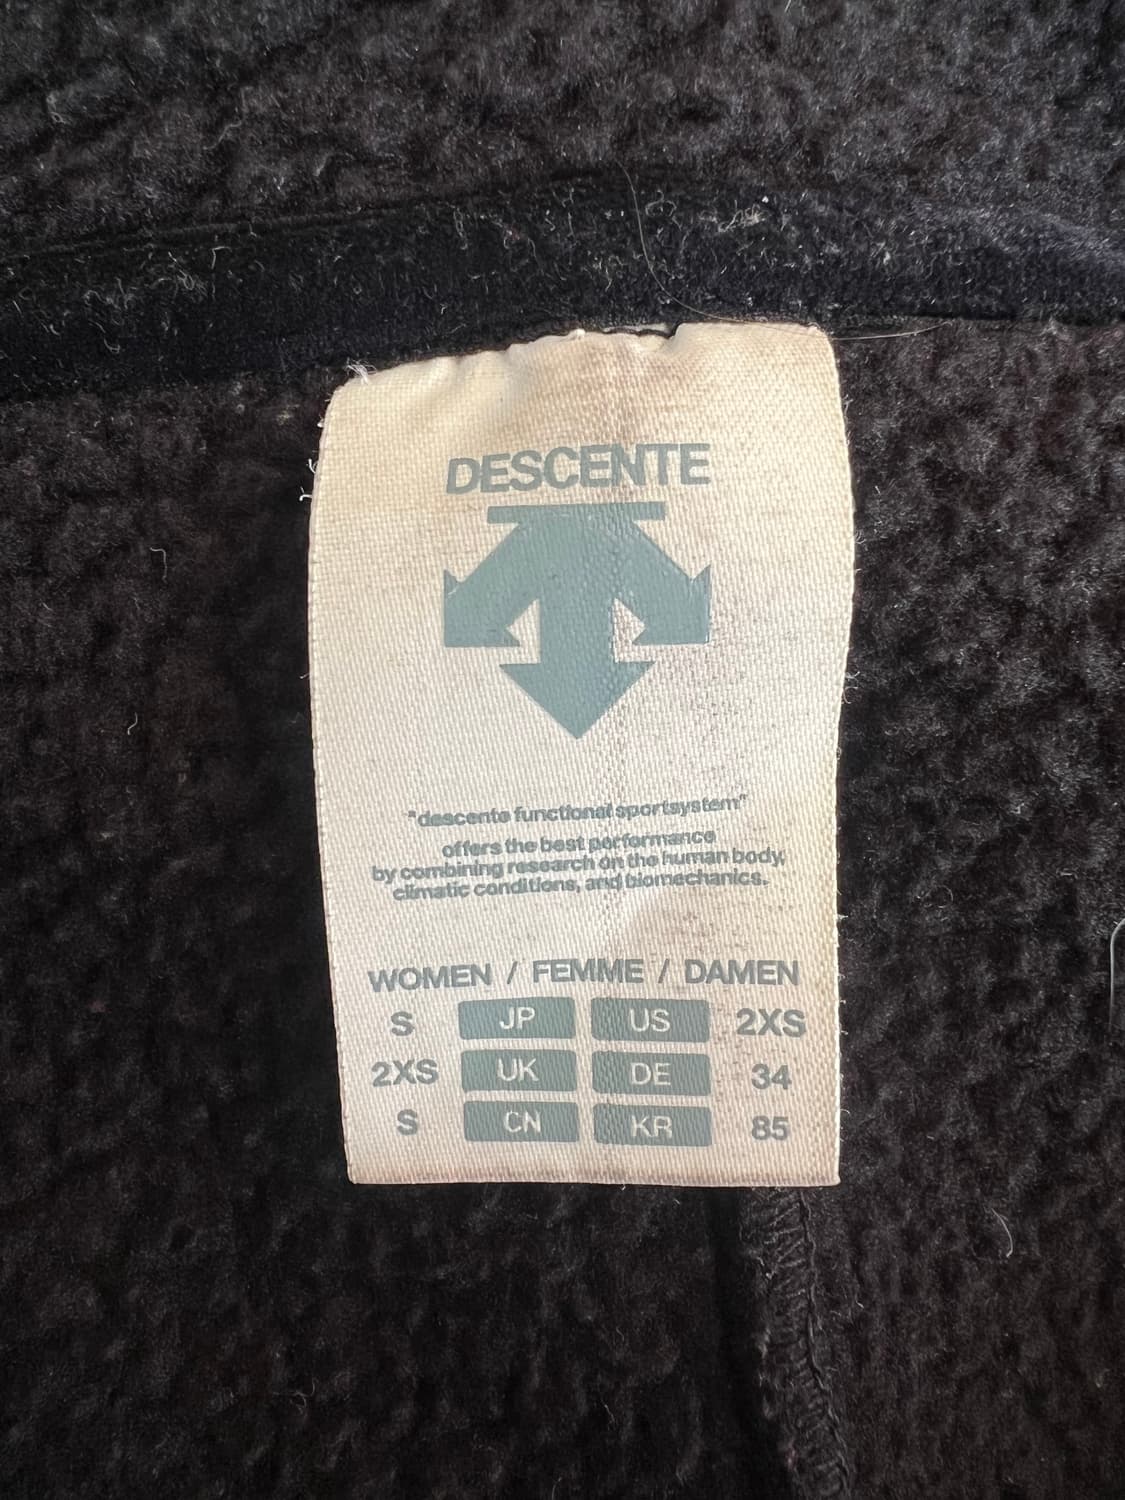 DESCENTE
"descente functional sportsystem"
offers the best performance
by combining research on the human body,
climatic conditions, and biomechanics.
WOMEN / FEMME / DAMEN
S JP US 2XS
2XS UK DE 34
S CN KR 85